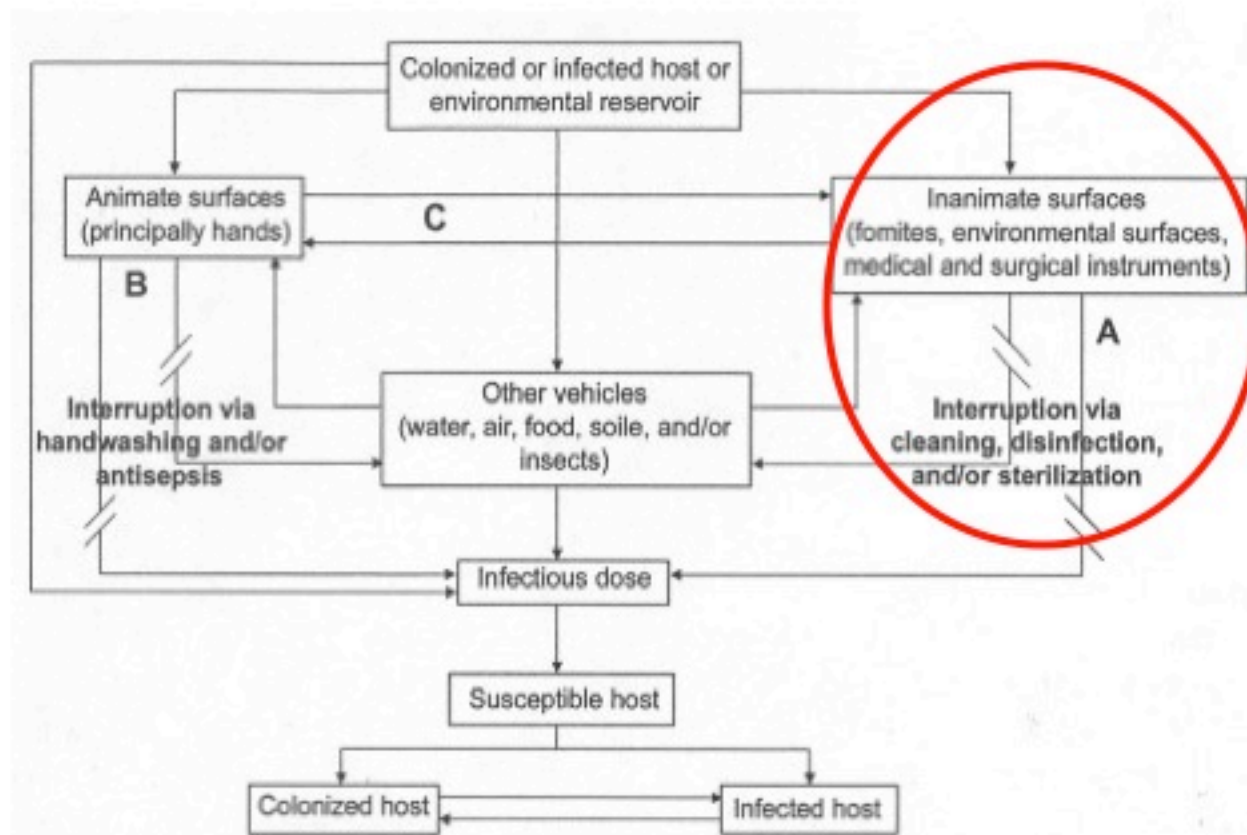 Colonized or infected host or
environmental reservoir
Animate surfaces
(principally hands)
Inanimate surfaces
(fomites, environmental surfaces,
medical and surgical instruments)
C
B
A
Other vehicles
(water, air, food, soile, and/or
insects)
Interruption via
handwashing and/or
antisepsis
Interruption via
cleaning, disinfection,
and/or sterilization
Infectious dose
Susceptible host
Colonized host
Infected host